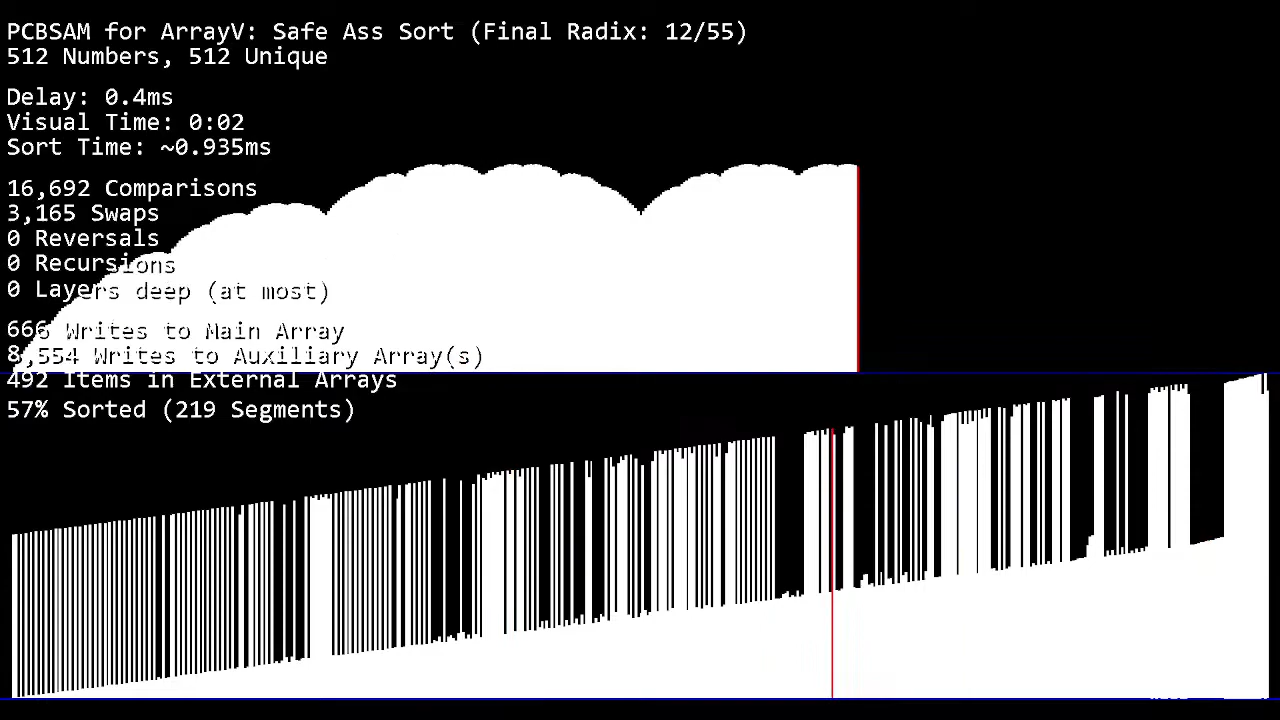 PCBSAM for ArrayV: Safe Ass Sort (Final Radix: 12/55)
512 Numbers, 512 Unique
Delay: 0.4ms
Visual Time: 0:02
Sort Time: ~0.935ms
16,692 Comparisons
3,165 Swaps
0 Reversals
0 Recursions
0 Layers deep (at most)
666 Writes to Main Array
8,554 Writes to Auxiliary Array(s)
492 Items in External Arrays
57% Sorted (219 Segments)